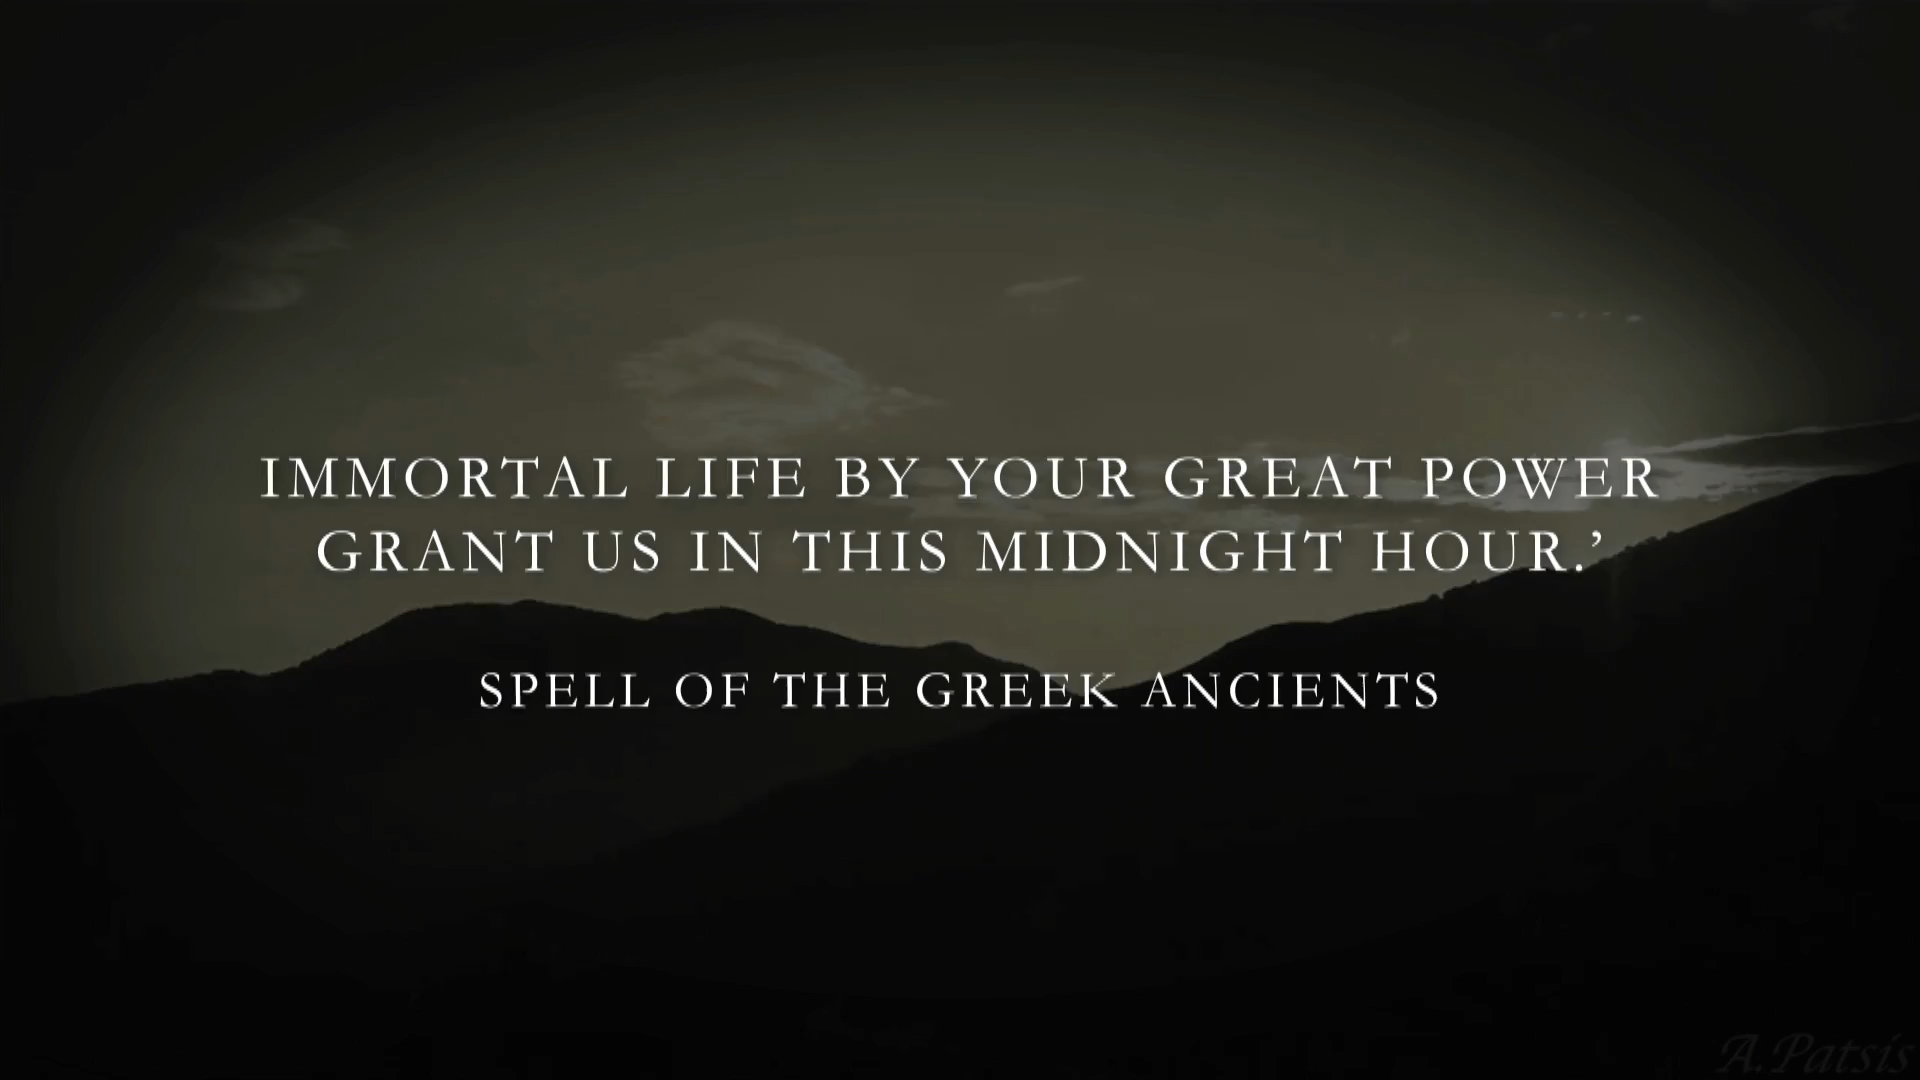 IMMORTAL LIFE BY YOUR GREAT POWER
GRANT US IN THIS MIDNIGHT HOUR.’
SPELL OF THE GREEK ANCIENTS
A.Patsis